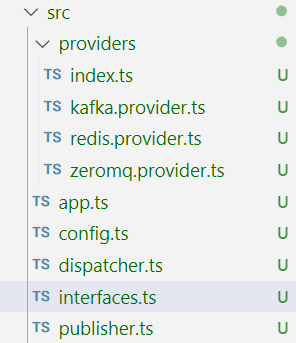 src
providers
TS index.ts U
TS kafka.provider.ts U
TS redis.provider.ts U
TS zeromq.provider.ts U
TS app.ts U
TS config.ts U
TS dispatcher.ts U
TS interfaces.ts U
TS publisher.ts U